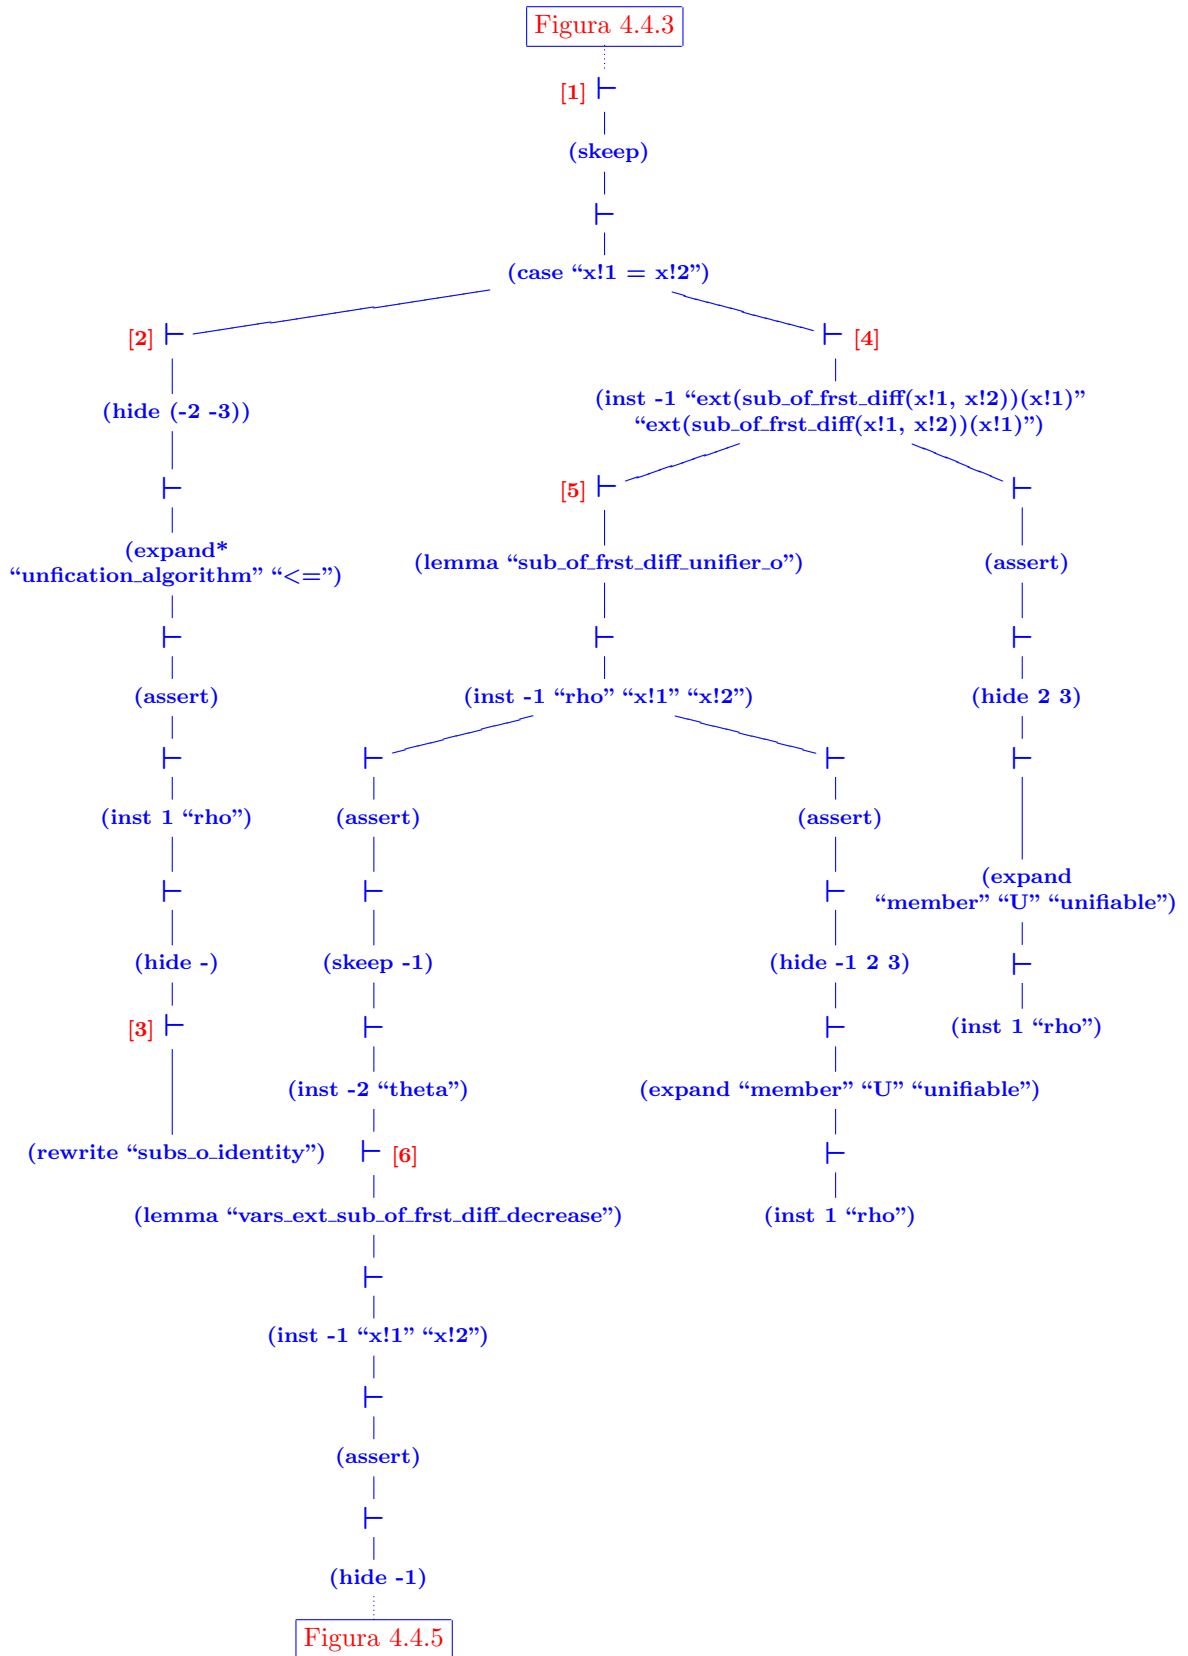 Figura 4.4.3
[1] ⊢
(skeep)
⊢
(case “x!1 = x!2”)
[2] ⊢
⊢ [4]
(hide (-2 -3))
(inst -1 “ext(sub_of_frst_diff(x!1, x!2))(x!1)”
“ext(sub_of_frst_diff(x!1, x!2))(x!1)”)
⊢
[5] ⊢
⊢
(expand*
“unfication_algorithm” “<=”)
(lemma “sub_of_frst_diff_unifier_o”)
(assert)
⊢
⊢
⊢
(assert)
(inst -1 “rho” “x!1” “x!2”)
(hide 2 3)
⊢
⊢
⊢
⊢
(inst 1 “rho”)
(assert)
(assert)
(expand
“member” “U” “unifiable”)
⊢
⊢
⊢
(hide -)
(skeep -1)
(hide -1 2 3)
⊢
[3] ⊢
⊢
⊢
(inst 1 “rho”)
(inst -2 “theta”)
(expand “member” “U” “unifiable”)
(rewrite “subs_o_identity”)
⊢ [6]
⊢
(lemma “vars_ext_sub_of_frst_diff_decrease”)
(inst 1 “rho”)
⊢
(inst -1 “x!1” “x!2”)
⊢
(assert)
⊢
(hide -1)
Figura 4.4.5